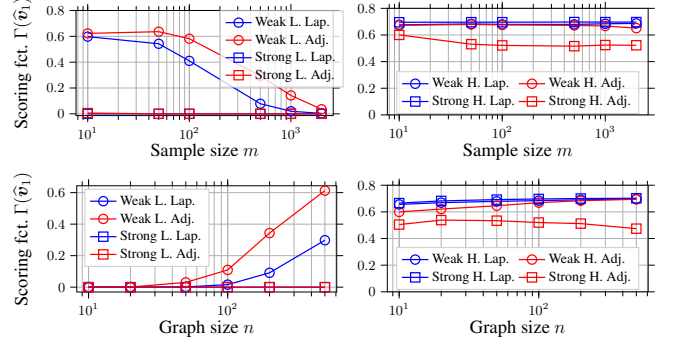 Scoring fct. Γ(v̂₁)
0.6
0.4
0.2
0
Weak L. Lap.
Weak L. Adj.
Strong L. Lap.
Strong L. Adj.
10¹ 10² 10³
Sample size m
0.8
0.6
0.4
0.2
0
Weak H. Lap. Weak H. Adj.
Strong H. Lap. Strong H. Adj.
10¹ 10² 10³
Sample size m
Scoring fct. Γ(v̂₁)
0.6
0.4
0.2
0
Weak L. Lap.
Weak L. Adj.
Strong L. Lap.
Strong L. Adj.
10¹ 10²
Graph size n
0.8
0.6
0.4
0.2
0
Weak H. Lap. Weak H. Adj.
Strong H. Lap. Strong H. Adj.
10¹ 10²
Graph size n